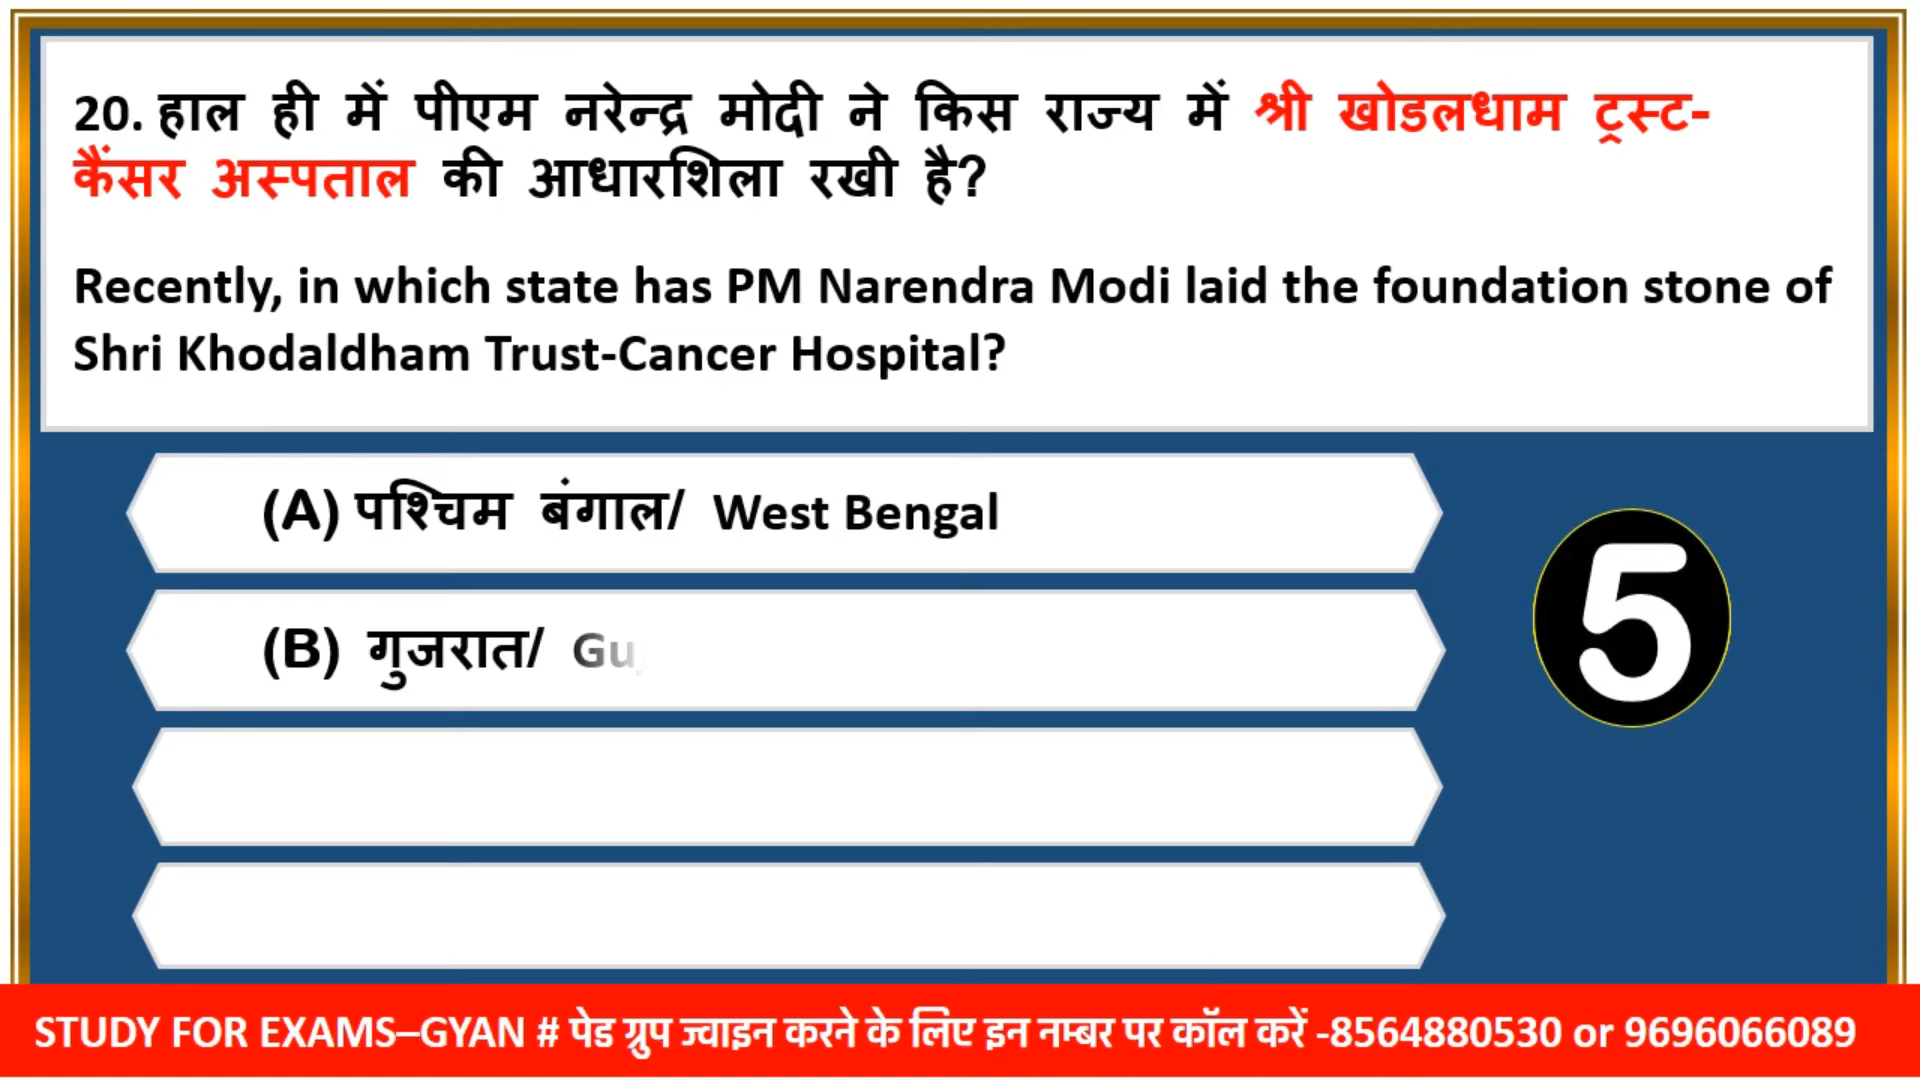 20. हाल ही में पीएम नरेन्द्र मोदी ने किस राज्य में श्री खोडलधाम ट्रस्ट-
कैंसर अस्पताल की आधारशिला रखी है?
Recently, in which state has PM Narendra Modi laid the foundation stone of
Shri Khodaldham Trust-Cancer Hospital?
(A) पश्चिम बंगाल/ West Bengal
(B) गुजरात/ Gu
5
STUDY FOR EXAMS–GYAN # पेड ग्रुप ज्वाइन करने के लिए इन नम्बर पर कॉल करें -8564880530 or 9696066089